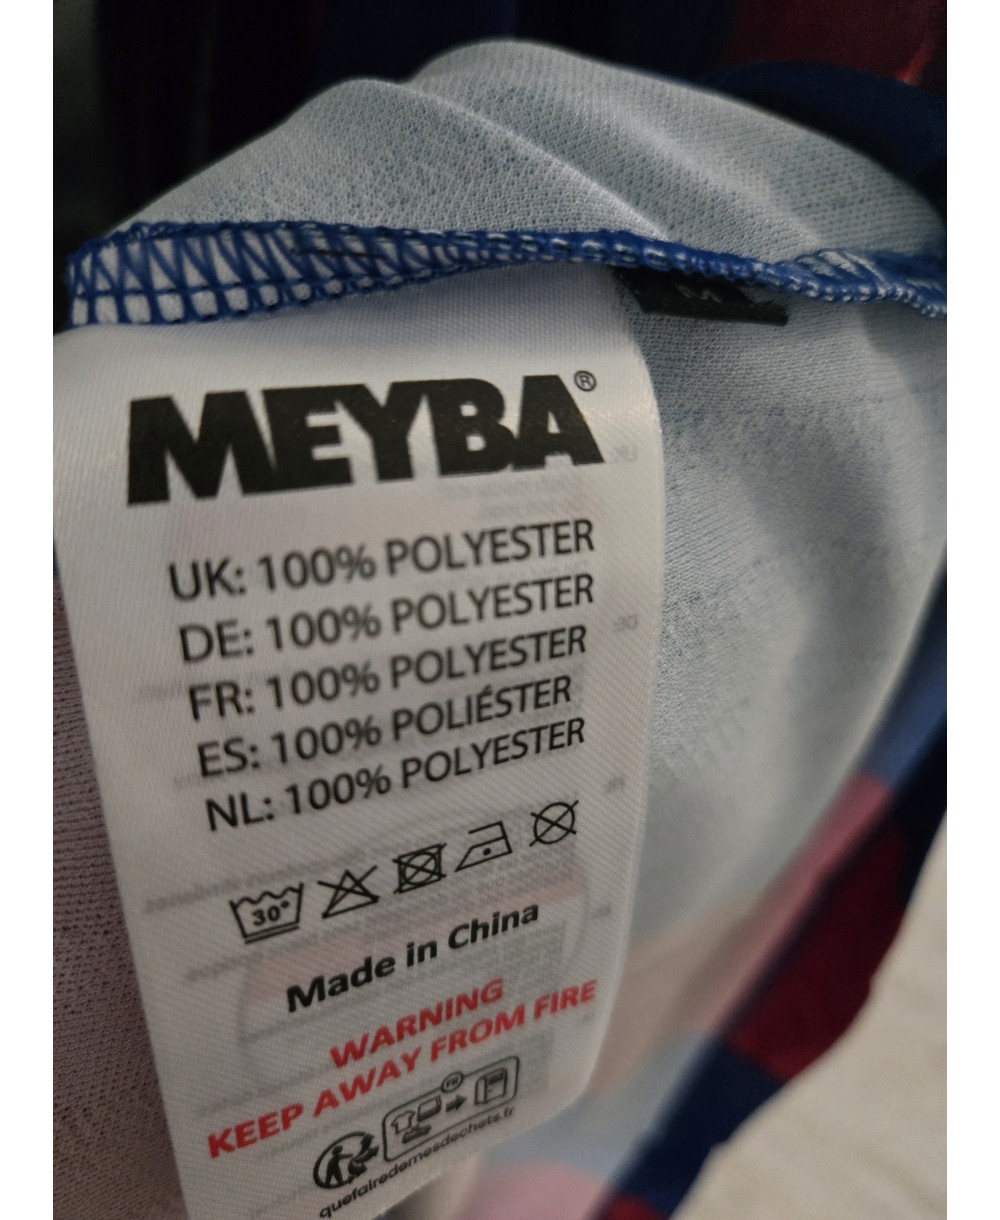 M
MEYBA®
UK: 100% POLYESTER
DE: 100% POLYESTER
FR: 100% POLYESTER
ES: 100% POLIÉSTER
NL: 100% POLYESTER
30°
Made in China
WARNING
KEEP AWAY FROM FIRE
FR
quefairedemesdechets.fr